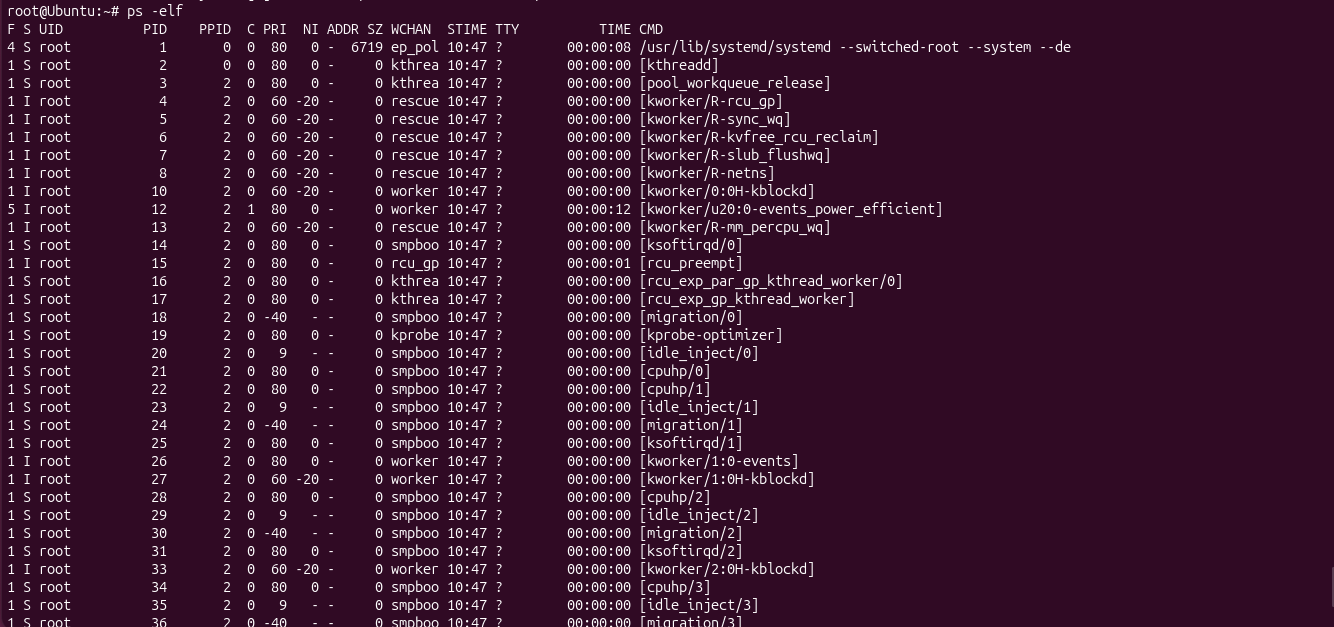 root@Ubuntu:~# ps -elf
F S UID         PID    PPID  C PRI  NI ADDR SZ WCHAN  STIME TTY          TIME CMD
4 S root          1       0  0  80   0 -  6719 ep_pol 10:47 ?        00:00:08 /usr/lib/systemd/systemd --switched-root --system --de
1 S root          2       0  0  80   0 -     0 kthrea 10:47 ?        00:00:00 [kthreadd]
1 S root          3       2  0  80   0 -     0 kthrea 10:47 ?        00:00:00 [pool_workqueue_release]
1 I root          4       2  0  60 -20 -     0 rescue 10:47 ?        00:00:00 [kworker/R-rcu_gp]
1 I root          5       2  0  60 -20 -     0 rescue 10:47 ?        00:00:00 [kworker/R-sync_wq]
1 I root          6       2  0  60 -20 -     0 rescue 10:47 ?        00:00:00 [kworker/R-kvfree_rcu_reclaim]
1 I root          7       2  0  60 -20 -     0 rescue 10:47 ?        00:00:00 [kworker/R-slub_flushwq]
1 I root          8       2  0  60 -20 -     0 rescue 10:47 ?        00:00:00 [kworker/R-netns]
1 I root         10       2  0  60 -20 -     0 worker 10:47 ?        00:00:00 [kworker/0:0H-kblockd]
5 I root         12       2  1  80   0 -     0 worker 10:47 ?        00:00:12 [kworker/u20:0-events_power_efficient]
1 I root         13       2  0  60 -20 -     0 rescue 10:47 ?        00:00:00 [kworker/R-mm_percpu_wq]
1 S root         14       2  0  80   0 -     0 smpboo 10:47 ?        00:00:00 [ksoftirqd/0]
1 I root         15       2  0  80   0 -     0 rcu_gp 10:47 ?        00:00:01 [rcu_preempt]
1 S root         16       2  0  80   0 -     0 kthrea 10:47 ?        00:00:00 [rcu_exp_par_gp_kthread_worker/0]
1 S root         17       2  0  80   0 -     0 kthrea 10:47 ?        00:00:00 [rcu_exp_gp_kthread_worker]
1 S root         18       2  0 -40   - -     0 smpboo 10:47 ?        00:00:00 [migration/0]
1 S root         19       2  0  80   0 -     0 kprobe 10:47 ?        00:00:00 [kprobe-optimizer]
1 S root         20       2  0   9   - -     0 smpboo 10:47 ?        00:00:00 [idle_inject/0]
1 S root         21       2  0  80   0 -     0 smpboo 10:47 ?        00:00:00 [cpuhp/0]
1 S root         22       2  0  80   0 -     0 smpboo 10:47 ?        00:00:00 [cpuhp/1]
1 S root         23       2  0   9   - -     0 smpboo 10:47 ?        00:00:00 [idle_inject/1]
1 S root         24       2  0 -40   - -     0 smpboo 10:47 ?        00:00:00 [migration/1]
1 S root         25       2  0  80   0 -     0 smpboo 10:47 ?        00:00:00 [ksoftirqd/1]
1 I root         26       2  0  80   0 -     0 worker 10:47 ?        00:00:00 [kworker/1:0-events]
1 I root         27       2  0  60 -20 -     0 worker 10:47 ?        00:00:00 [kworker/1:0H-kblockd]
1 S root         28       2  0  80   0 -     0 smpboo 10:47 ?        00:00:00 [cpuhp/2]
1 S root         29       2  0   9   - -     0 smpboo 10:47 ?        00:00:00 [idle_inject/2]
1 S root         30       2  0 -40   - -     0 smpboo 10:47 ?        00:00:00 [migration/2]
1 S root         31       2  0  80   0 -     0 smpboo 10:47 ?        00:00:00 [ksoftirqd/2]
1 I root         33       2  0  60 -20 -     0 worker 10:47 ?        00:00:00 [kworker/2:0H-kblockd]
1 S root         34       2  0  80   0 -     0 smpboo 10:47 ?        00:00:00 [cpuhp/3]
1 S root         35       2  0   9   - -     0 smpboo 10:47 ?        00:00:00 [idle_inject/3]
1 S root         36       2  0 -40   - -     0 smpboo 10:47 ?        00:00:00 [migration/3]